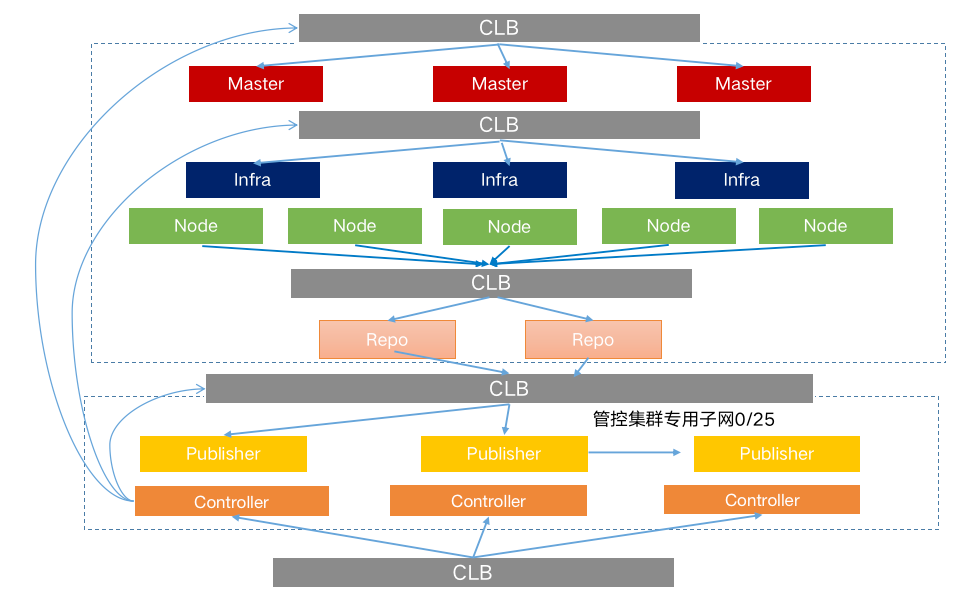 CLB
Master Master Master
CLB
Infra Infra Infra
Node Node Node Node Node
CLB
Repo Repo
CLB
管控集群专用子网0/25
Publisher Publisher Publisher
Controller Controller Controller
CLB